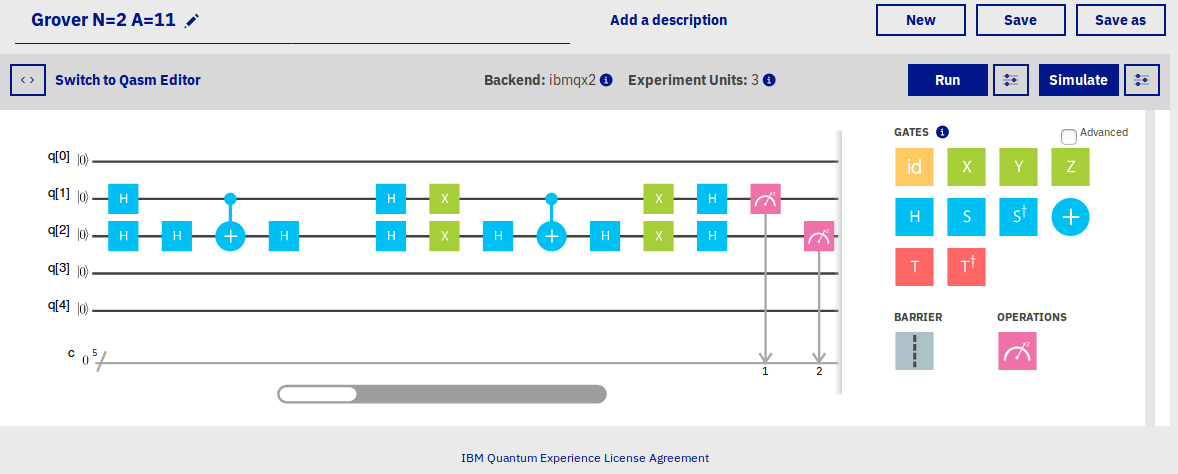 Grover N=2 A=11
Add a description
New
Save
Save as
<> Switch to Qasm Editor
Backend: ibmqx2 i Experiment Units: 3 i
Run
Simulate
GATES i
Advanced
q[0] |0⟩
q[1] |0⟩ H H X X H
q[2] |0⟩ H H + H H X H + H X H
q[3] |0⟩
q[4] |0⟩
c 0 5
1 2
id X Y Z
H S S† +
T T†
BARRIER
OPERATIONS
z
IBM Quantum Experience License Agreement